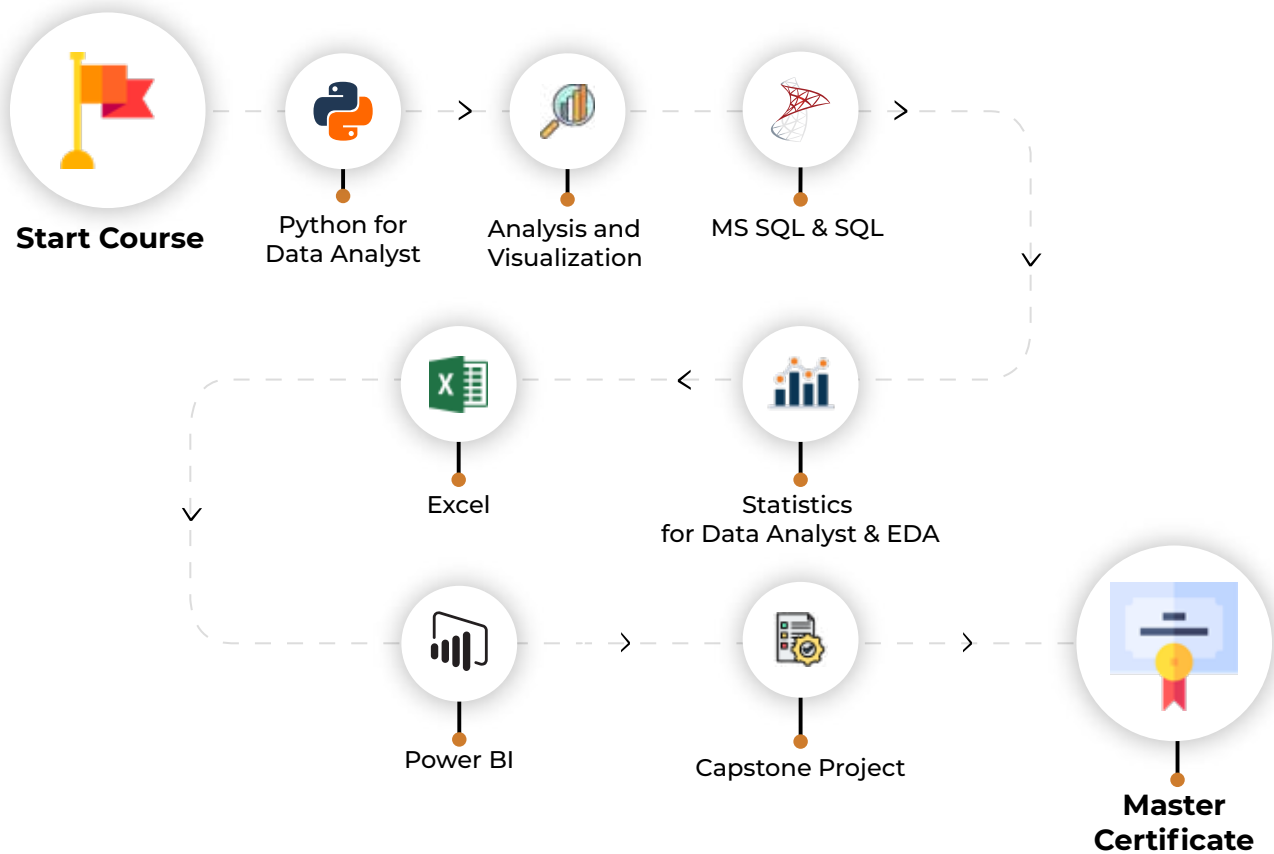 Start Course
Python for
Data Analyst
Analysis and
Visualization
MS SQL & SQL
Statistics
for Data Analyst & EDA
X
Excel
Power BI
Capstone Project
Master
Certificate